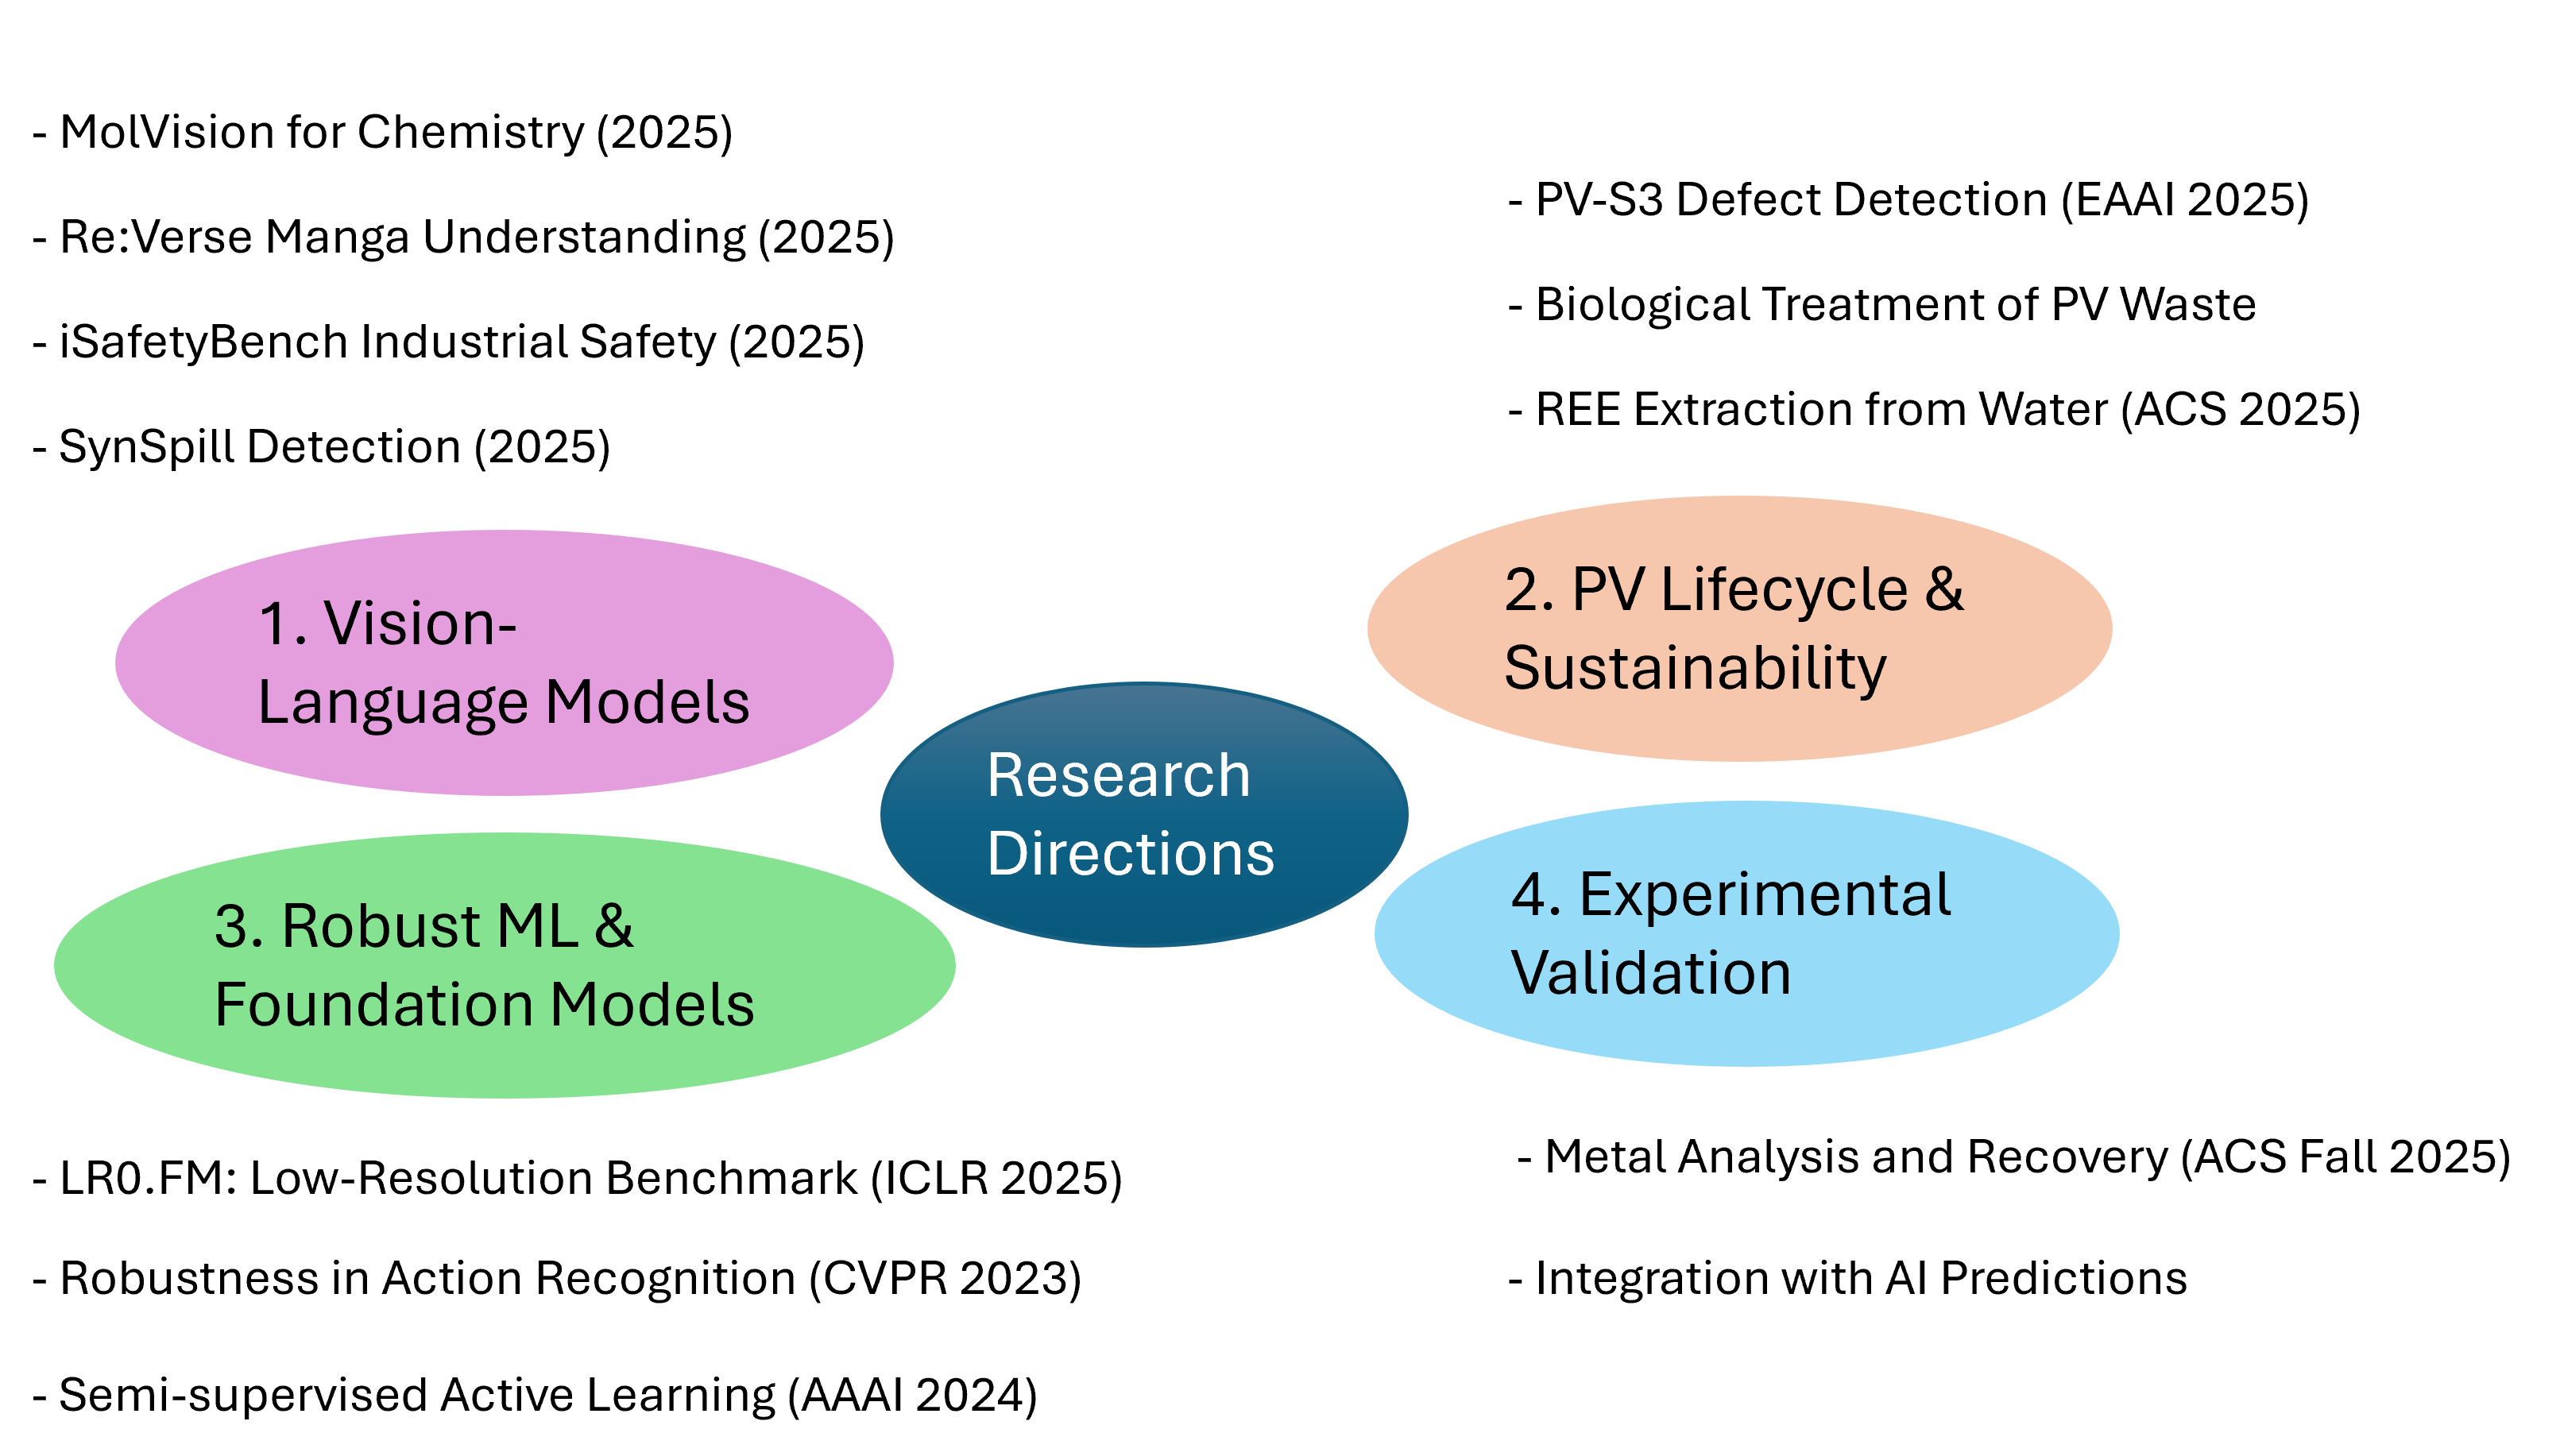 - MolVision for Chemistry (2025)
- Re:Verse Manga Understanding (2025)
- iSafetyBench Industrial Safety (2025)
- SynSpill Detection (2025)
1. Vision-
Language Models
- PV-S3 Defect Detection (EAAI 2025)
- Biological Treatment of PV Waste
- REE Extraction from Water (ACS 2025)
2. PV Lifecycle &
Sustainability
Research
Directions
3. Robust ML &
Foundation Models
- LR0.FM: Low-Resolution Benchmark (ICLR 2025)
- Robustness in Action Recognition (CVPR 2023)
- Semi-supervised Active Learning (AAAI 2024)
4. Experimental
Validation
- Metal Analysis and Recovery (ACS Fall 2025)
- Integration with AI Predictions